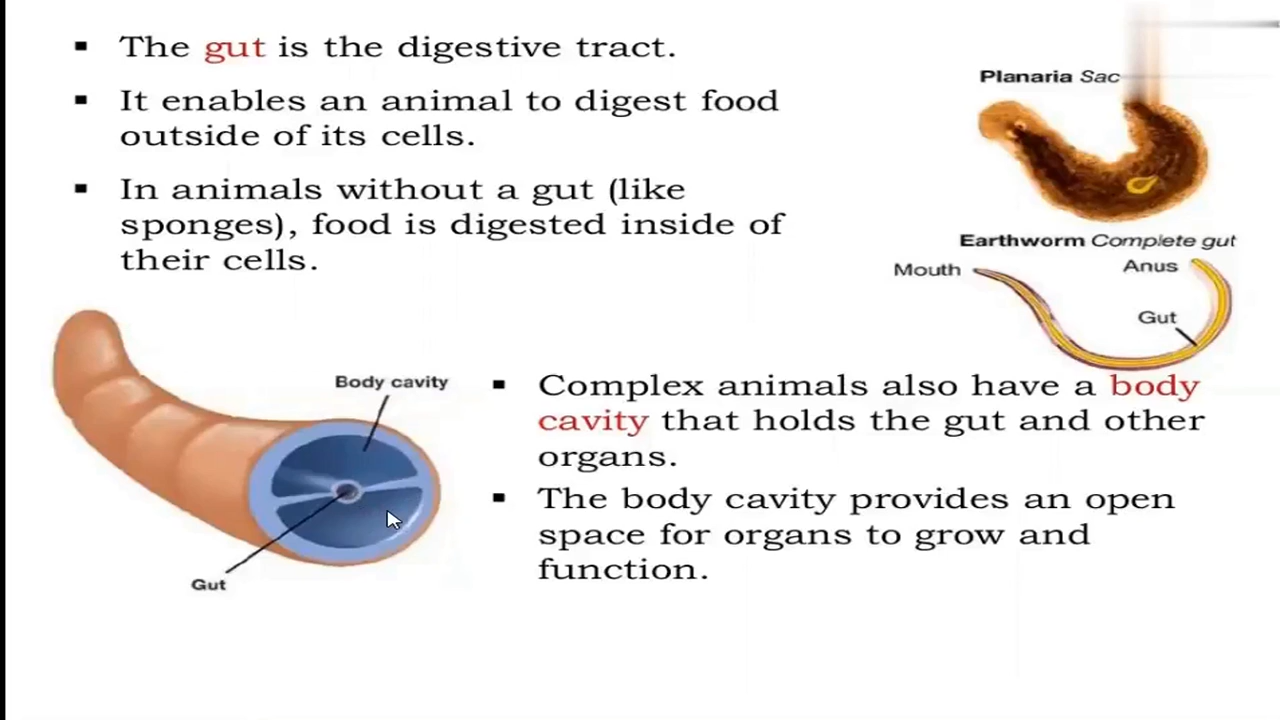 ▪ The gut is the digestive tract.
▪ It enables an animal to digest food
outside of its cells.
▪ In animals without a gut (like
sponges), food is digested inside of
their cells.
Planaria Sac
Earthworm Complete gut
Mouth
Anus
Gut
Body cavity
Gut
▪ Complex animals also have a body
cavity that holds the gut and other
organs.
▪ The body cavity provides an open
space for organs to grow and
function.